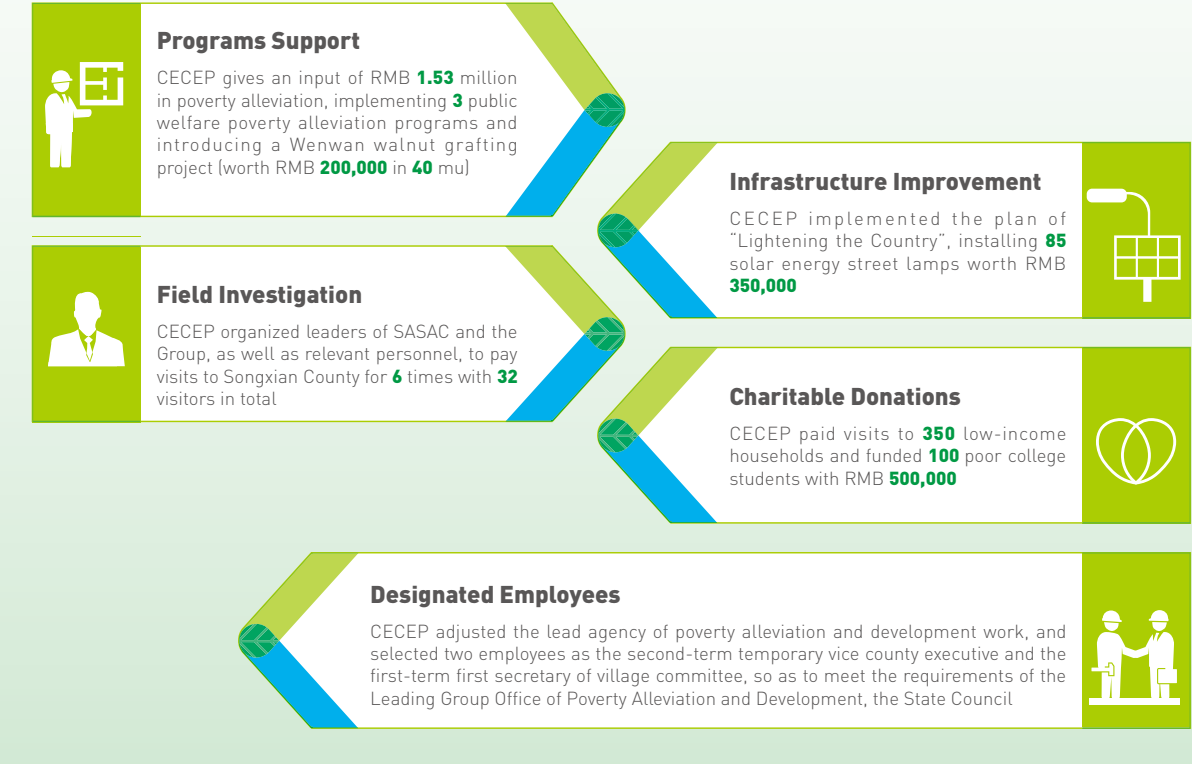 Programs Support
CECEP gives an input of RMB 1.53 million
in poverty alleviation, implementing 3 public
welfare poverty alleviation programs and
introducing a Wenwan walnut grafting
project (worth RMB 200,000 in 40 mu)
Infrastructure Improvement
CECEP implemented the plan of
“Lightening the Country”, installing 85
solar energy street lamps worth RMB
350,000
Field Investigation
CECEP organized leaders of SASAC and the
Group, as well as relevant personnel, to pay
visits to Songxian County for 6 times with 32
visitors in total
Charitable Donations
CECEP paid visits to 350 low-income
households and funded 100 poor college
students with RMB 500,000
Designated Employees
CECEP adjusted the lead agency of poverty alleviation and development work, and
selected two employees as the second-term temporary vice county executive and the
first-term first secretary of village committee, so as to meet the requirements of the
Leading Group Office of Poverty Alleviation and Development, the State Council